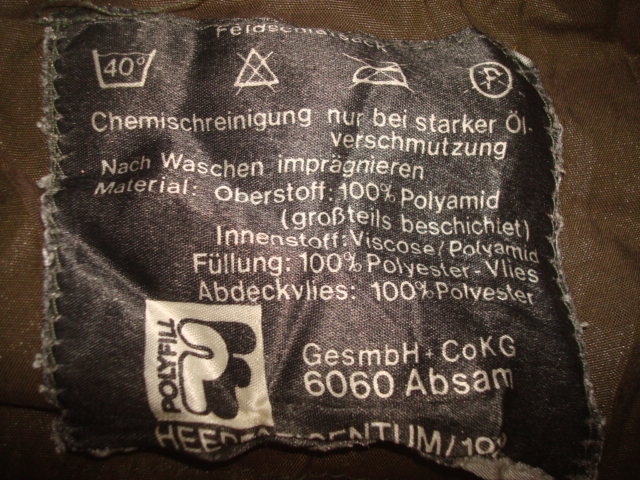 Feldschlafsack
40° F
Chemischreinigung nur bei starker Öl-
verschmutzung
Nach Waschen imprägnieren
Material: Oberstoff: 100% Polyamid
(großteils beschichtet)
Innenstoff: Viscose/Polyamid
Füllung: 100% Polyester-Vlies
Abdeckvlies: 100% Polyester
POLYFILL
GesmbH + CoKG
6060 Absam